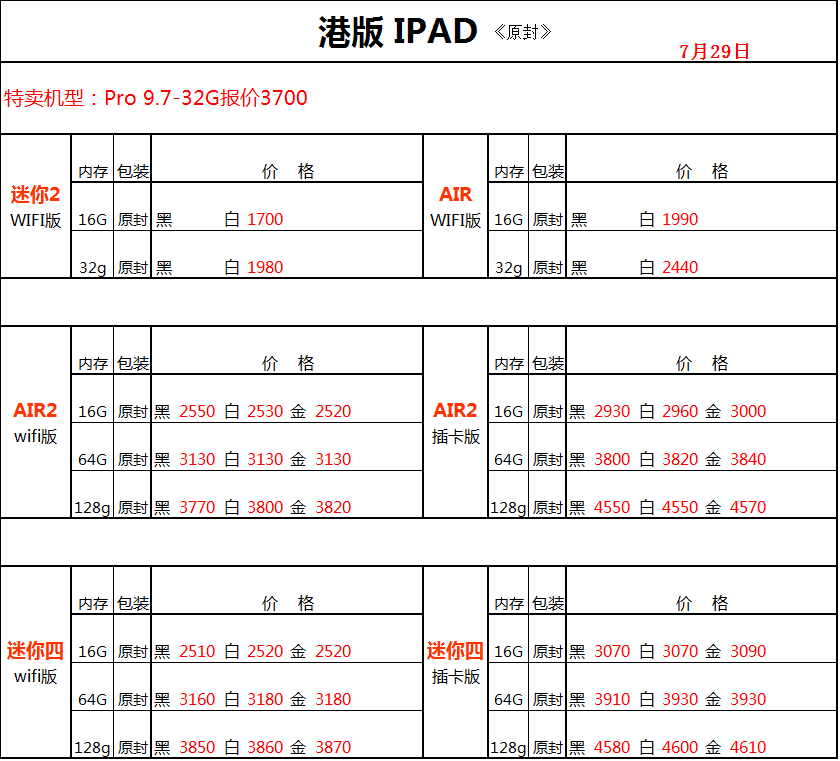 港版 IPAD 《原封》
7月29日
特卖机型：Pro 9.7-32G报价3700
迷你2 WIFI版
内存 包装 价 格
16G 原封 黑 白 1700
32g 原封 黑 白 1980
AIR WIFI版
内存 包装 价 格
16G 原封 黑 白 1990
32g 原封 黑 白 2440
AIR2 wifi版
内存 包装 价 格
16G 原封 黑 2550 白 2530 金 2520
64G 原封 黑 3130 白 3130 金 3130
128g 原封 黑 3770 白 3800 金 3820
AIR2 插卡版
内存 包装 价 格
16G 原封 黑 2930 白 2960 金 3000
64G 原封 黑 3800 白 3820 金 3840
128g 原封 黑 4550 白 4550 金 4570
迷你四 wifi版
内存 包装 价 格
16G 原封 黑 2510 白 2520 金 2520
64G 原封 黑 3160 白 3180 金 3180
128g 原封 黑 3850 白 3860 金 3870
迷你四 插卡版
内存 包装 价 格
16G 原封 黑 3070 白 3070 金 3090
64G 原封 黑 3910 白 3930 金 3930
128g 原封 黑 4580 白 4600 金 4610